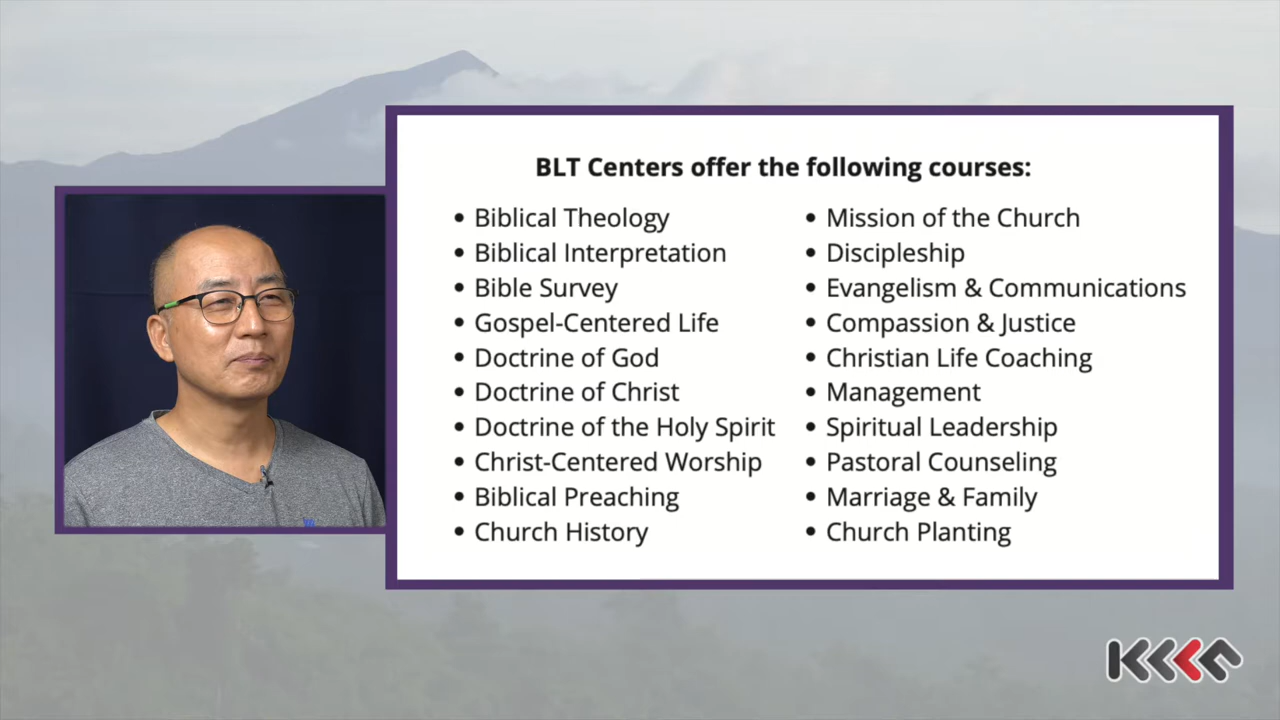 BLT Centers offer the following courses:
• Biblical Theology
• Biblical Interpretation
• Bible Survey
• Gospel-Centered Life
• Doctrine of God
• Doctrine of Christ
• Doctrine of the Holy Spirit
• Christ-Centered Worship
• Biblical Preaching
• Church History
• Mission of the Church
• Discipleship
• Evangelism & Communications
• Compassion & Justice
• Christian Life Coaching
• Management
• Spiritual Leadership
• Pastoral Counseling
• Marriage & Family
• Church Planting